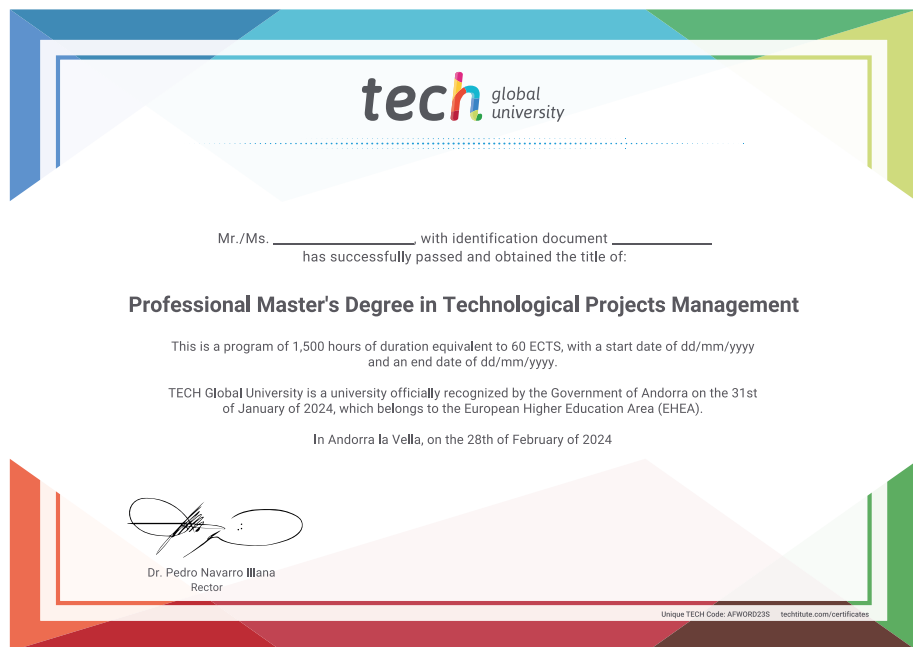 tech global university
Mr./Ms. ____________, with identification document ____________
has successfully passed and obtained the title of:
Professional Master's Degree in Technological Projects Management
This is a program of 1,500 hours of duration equivalent to 60 ECTS, with a start date of dd/mm/yyyy
and an end date of dd/mm/yyyy.
TECH Global University is a university officially recognized by the Government of Andorra on the 31st
of January of 2024, which belongs to the European Higher Education Area (EHEA).
In Andorra la Vella, on the 28th of February of 2024
Dr. Pedro Navarro Illana
Rector
Unique TECH Code: AFWORD23S techtitute.com/certificates